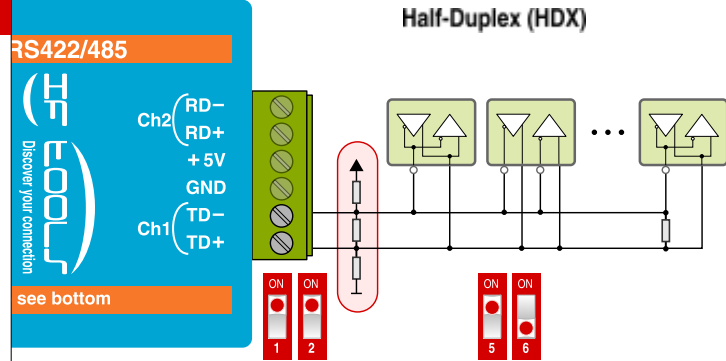 Half-Duplex (HDX)
RS422/485
Discover your connection
Ch2
RD−
RD+
+5V
GND
Ch1
TD−
TD+
see bottom
ON
1
ON
2
ON
5
ON
6